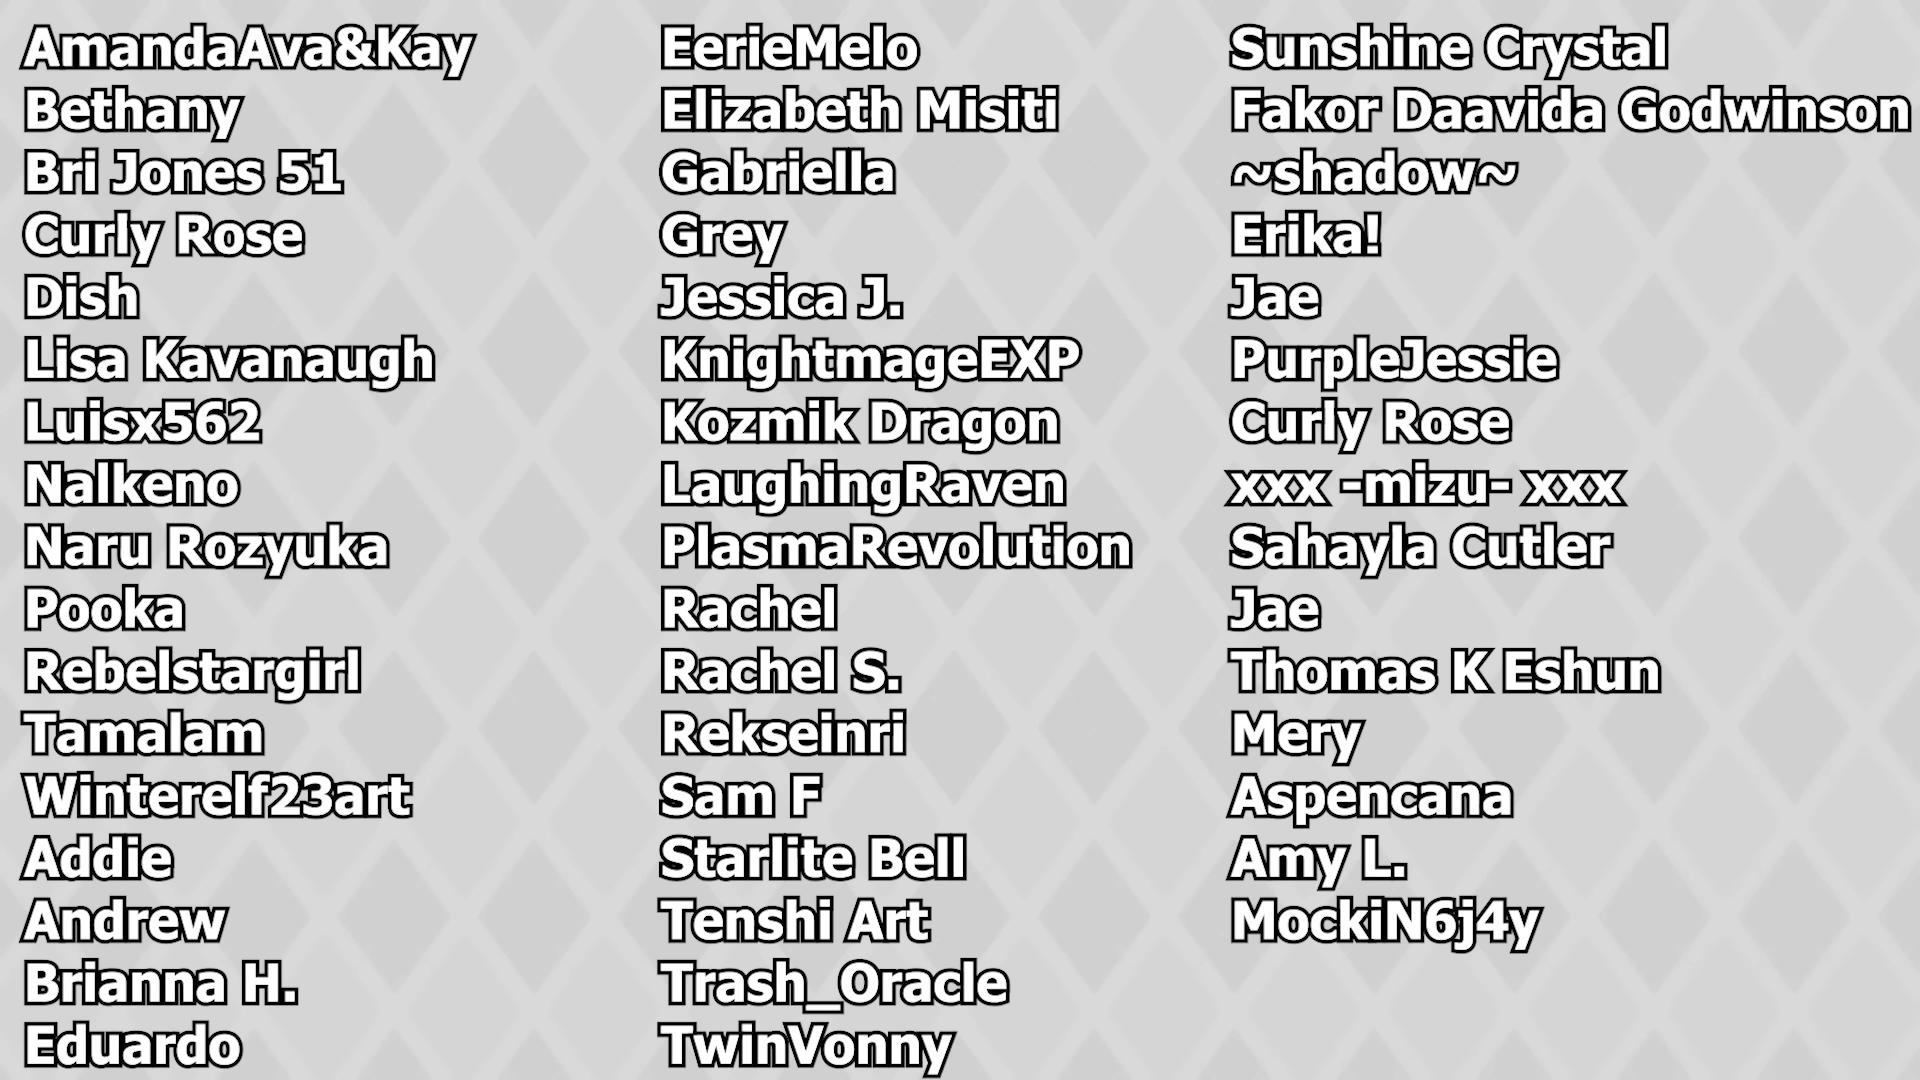 AmandaAva&Kay
Bethany
Bri Jones 51
Curly Rose
Dish
Lisa Kavanaugh
Luisx562
Nalkeno
Naru Rozyuka
Pooka
Rebelstargirl
Tamalam
Winterelf23art
Addie
Andrew
Brianna H.
Eduardo
EerieMelo
Elizabeth Misiti
Gabriella
Grey
Jessica J.
KnightmageEXP
Kozmik Dragon
LaughingRaven
PlasmaRevolution
Rachel
Rachel S.
Rekseinri
Sam F
Starlite Bell
Tenshi Art
Trash_Oracle
TwinVonny
Sunshine Crystal
Fakor Daavida Godwinson
~shadow~
Erika!
Jae
PurpleJessie
Curly Rose
xxx -mizu- xxx
Sahayla Cutler
Jae
Thomas K Eshun
Mery
Aspencana
Amy L.
MockiN6j4y